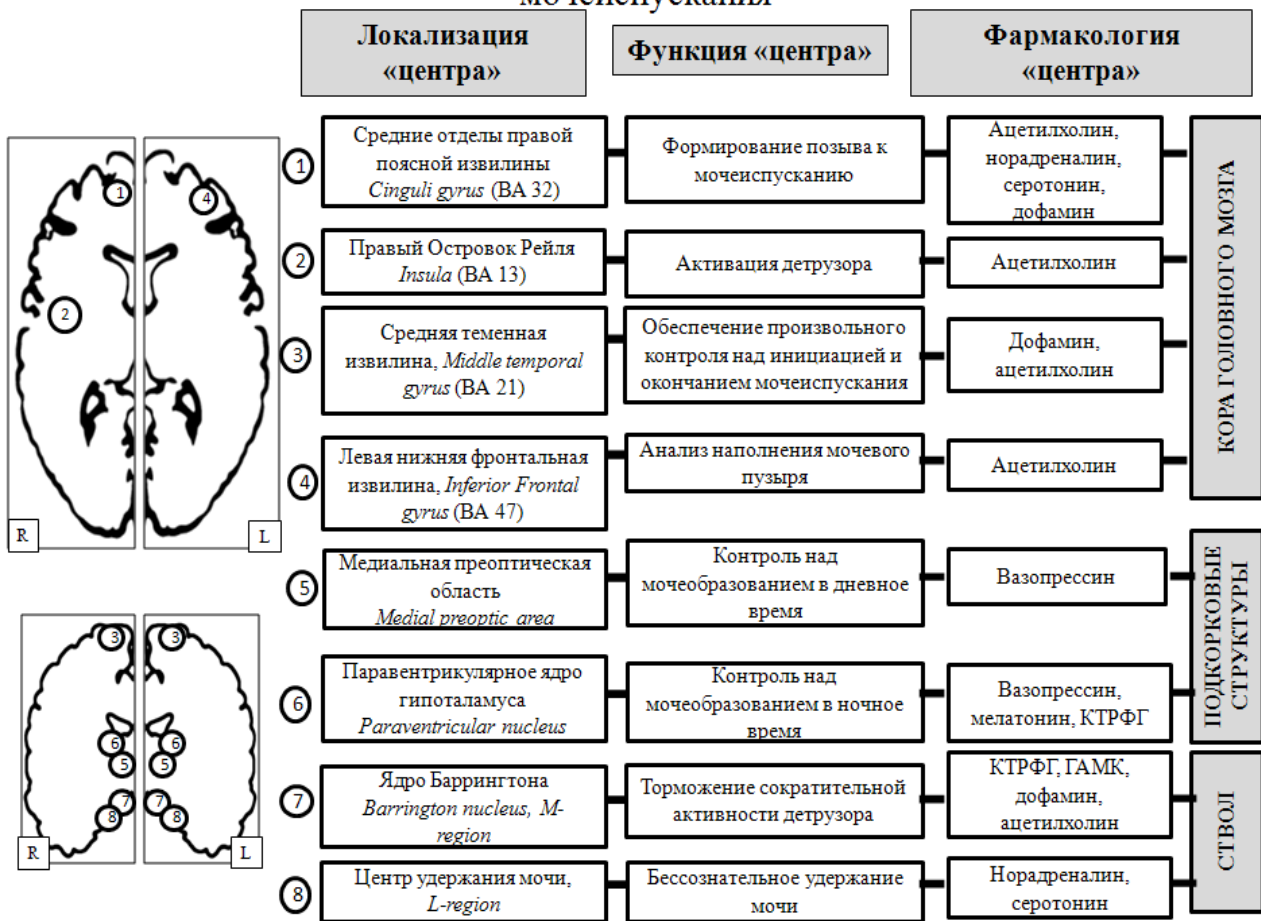 мочеиспускания
Локализация
«центра»
Функция «центра»
Фармакология
«центра»
1
Средние отделы правой
поясной извилины
Cinguli gyrus (BA 32)
Формирование позыва к
мочеиспусканию
Ацетилхолин,
норадреналин,
серотонин,
дофамин
2
Правый Островок Рейля
Insula (BA 13)
Активация детрузора
Ацетилхолин
3
Средняя теменная
извилина, Middle temporal
gyrus (BA 21)
Обеспечение произвольного
контроля над инициацией и
окончанием мочеиспускания
Дофамин,
ацетилхолин
4
Левая нижняя фронтальная
извилина, Inferior Frontal
gyrus (BA 47)
Анализ наполнения мочевого
пузыря
Ацетилхолин
КОРА ГОЛОВНОГО МОЗГА
5
Медиальная преоптическая
область
Medial preoptic area
Контроль над
мочеобразованием в дневное
время
Вазопрессин
6
Паравентрикулярное ядро
гипоталамуса
Paraventricular nucleus
Контроль над
мочеобразованием в ночное
время
Вазопрессин,
мелатонин, КТРФГ
ПОДКОРКОВЫЕ
СТРУКТУРЫ
7
Ядро Баррингтона
Barrington nucleus, M-
region
Торможение сократительной
активности детрузора
КТРФГ, ГАМК,
дофамин,
ацетилхолин
8
Центр удержания мочи,
L-region
Бессознательное удержание
мочи
Норадреналин,
серотонин
СТВОЛ
1
4
2
R
L
3
3
6
6
5
5
7
7
8
8
R
L